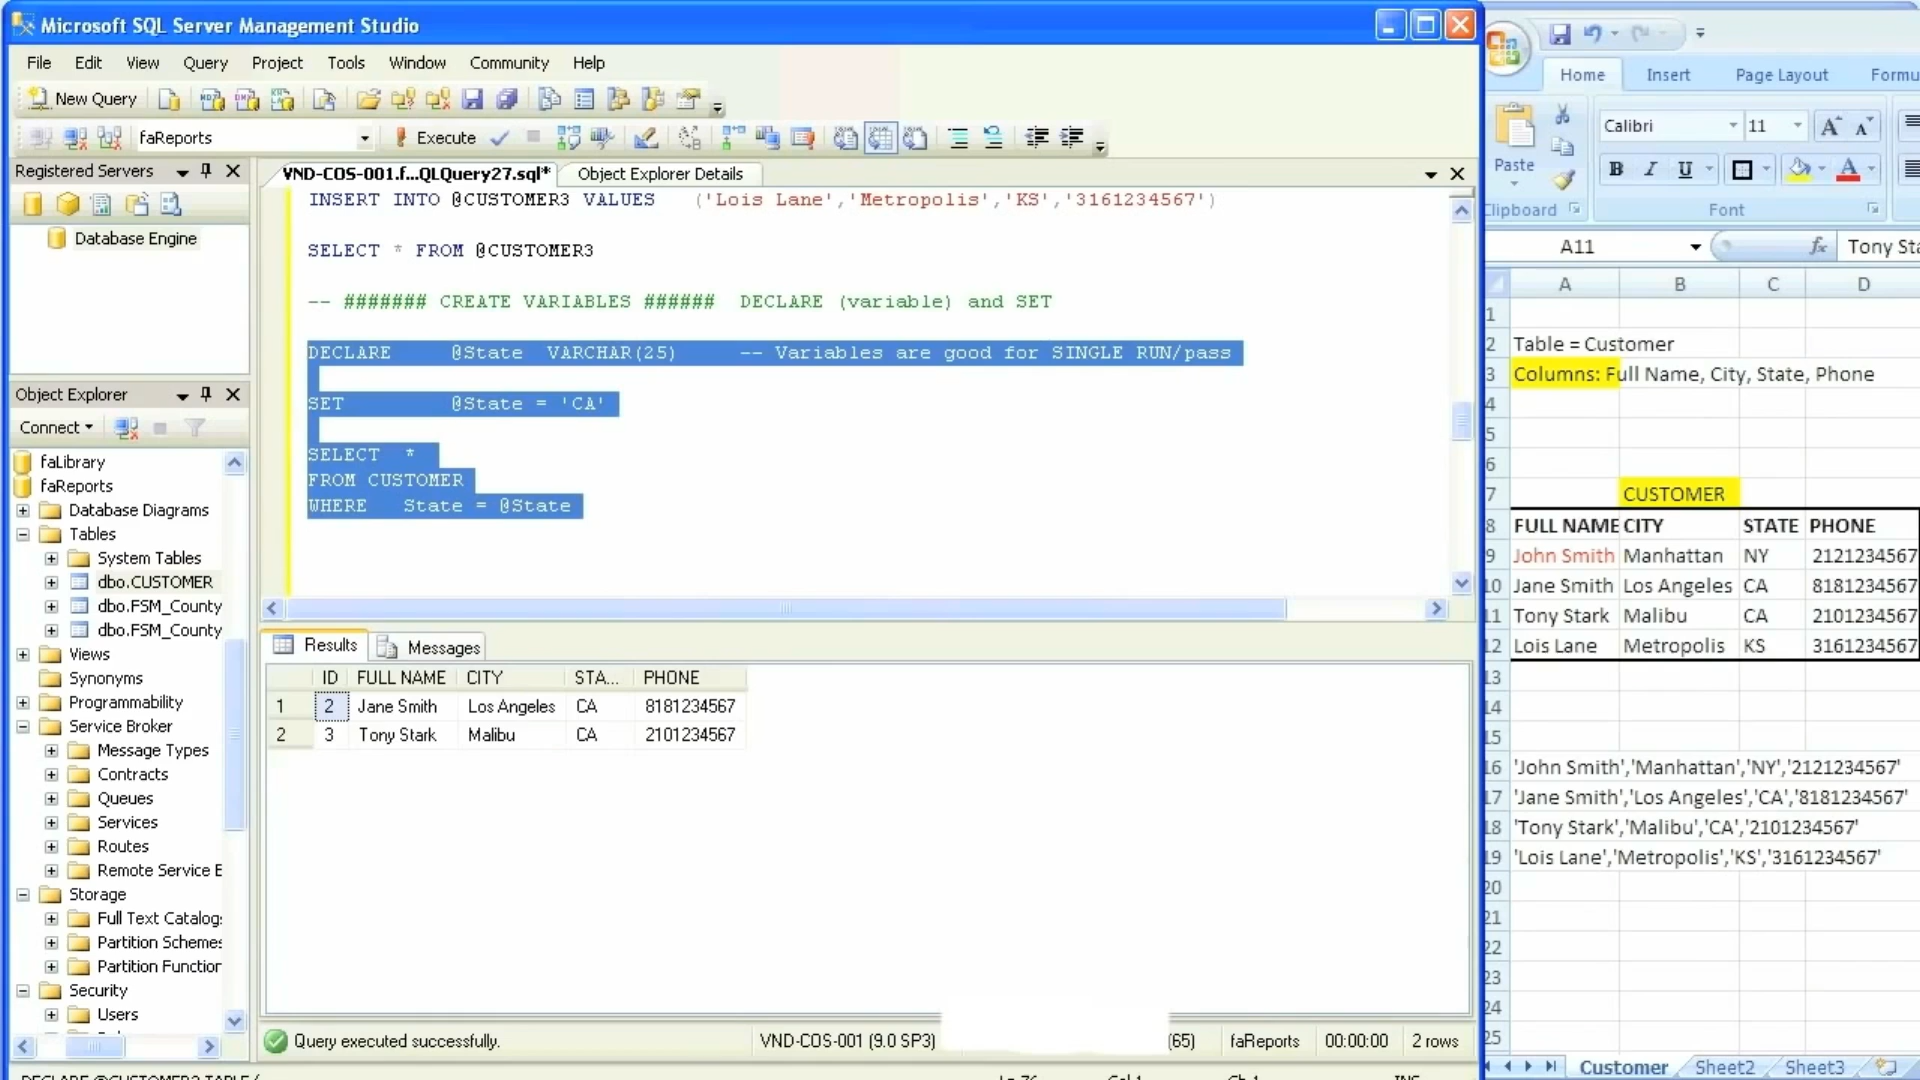 Microsoft SQL Server Management Studio
File Edit View Query Project Tools Window Community Help
New Query
faReports
Execute
Registered Servers
Database Engine
Object Explorer
Connect
faLibrary
faReports
Database Diagrams
Tables
System Tables
dbo.CUSTOMER
dbo.FSM_County
dbo.FSM_County
Views
Synonyms
Programmability
Service Broker
Message Types
Contracts
Queues
Services
Routes
Remote Service E
Storage
Full Text Catalog
Partition Schemes
Partition Function
Security
Users
VND-COS-001.f...QLQuery27.sql* Object Explorer Details
INSERT INTO @CUSTOMER3 VALUES ('Lois Lane','Metropolis','KS','3161234567')
SELECT * FROM @CUSTOMER3
-- ####### CREATE VARIABLES ###### DECLARE (variable) and SET
DECLARE @State VARCHAR(25) -- Variables are good for SINGLE RUN/pass
SET @State = 'CA'
SELECT *
FROM CUSTOMER
WHERE State = @State
Results Messages
ID FULL NAME CITY STA... PHONE
1 2 Jane Smith Los Angeles CA 8181234567
2 3 Tony Stark Malibu CA 2101234567
Query executed successfully. VND-COS-001 (9.0 SP3) (65) faReports 00:00:00 2 rows
Home Insert Page Layout Formu
Paste
Calibri 11
B I U A
Clipboard Font
A11 fx Tony Sta
A B C D
1
2 Table = Customer
3 Columns: Full Name, City, State, Phone
4
5
6
7 CUSTOMER
8 FULL NAME CITY STATE PHONE
9 John Smith Manhattan NY 2121234567
10 Jane Smith Los Angeles CA 8181234567
11 Tony Stark Malibu CA 2101234567
12 Lois Lane Metropolis KS 3161234567
13
14
15
16 'John Smith','Manhattan','NY','2121234567'
17 'Jane Smith','Los Angeles','CA','8181234567'
18 'Tony Stark','Malibu','CA','2101234567'
19 'Lois Lane','Metropolis','KS','3161234567'
20
21
22
23
24
25
Customer Sheet2 Sheet3